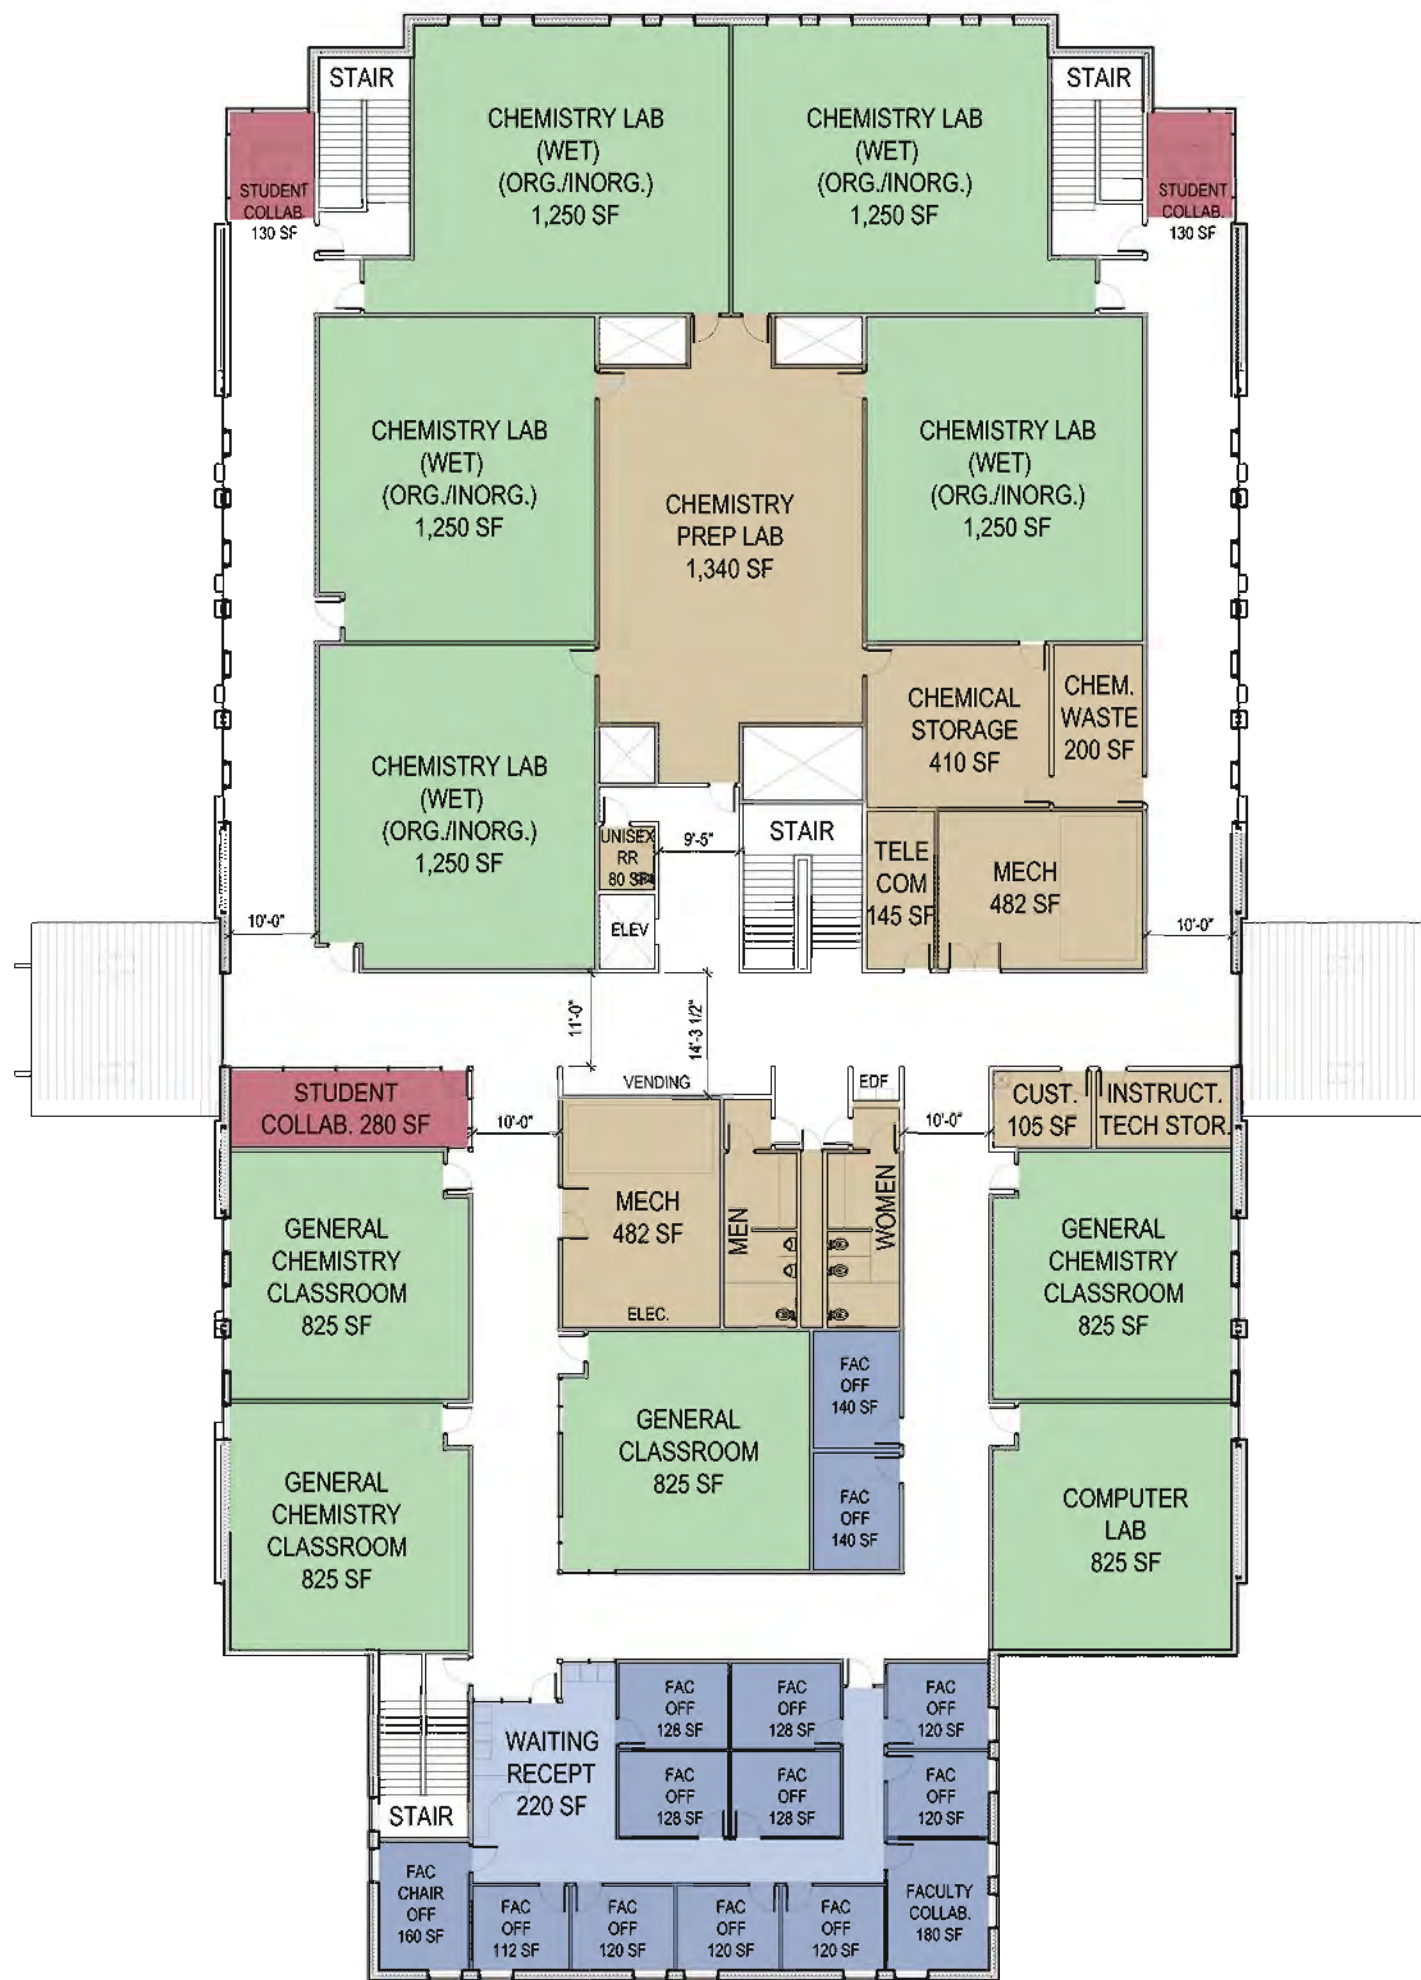 STAIR
STAIR
CHEMISTRY LAB
(WET)
(ORG./INORG.)
1,250 SF
CHEMISTRY LAB
(WET)
(ORG./INORG.)
1,250 SF
STUDENT
COLLAB.
130 SF
STUDENT
COLLAB.
130 SF
CHEMISTRY LAB
(WET)
(ORG./INORG.)
1,250 SF
CHEMISTRY
PREP LAB
1,340 SF
CHEMISTRY LAB
(WET)
(ORG./INORG.)
1,250 SF
CHEMISTRY LAB
(WET)
(ORG./INORG.)
1,250 SF
CHEMICAL
STORAGE
410 SF
CHEM.
WASTE
200 SF
UNISEX
RR
80 SF
9'-5"
STAIR
TELE
COM
145 SF
MECH
482 SF
10'-0"
ELEV
10'-0"
11'-0"
14'-3 1/2"
STUDENT
COLLAB. 280 SF
VENDING
EDF
CUST.
105 SF
INSTRUCT.
TECH STOR.
10'-0"
10'-0"
MECH
482 SF
ELEC.
MEN
WOMEN
GENERAL
CHEMISTRY
CLASSROOM
825 SF
GENERAL
CHEMISTRY
CLASSROOM
825 SF
GENERAL
CLASSROOM
825 SF
FAC
OFF
140 SF
FAC
OFF
140 SF
GENERAL
CHEMISTRY
CLASSROOM
825 SF
COMPUTER
LAB
825 SF
WAITING
RECEPT
220 SF
FAC
OFF
128 SF
FAC
OFF
128 SF
FAC
OFF
120 SF
FAC
OFF
128 SF
FAC
OFF
128 SF
FAC
OFF
120 SF
STAIR
FAC
CHAIR
OFF
160 SF
FAC
OFF
112 SF
FAC
OFF
120 SF
FAC
OFF
120 SF
FAC
OFF
120 SF
FACULTY
COLLAB.
180 SF